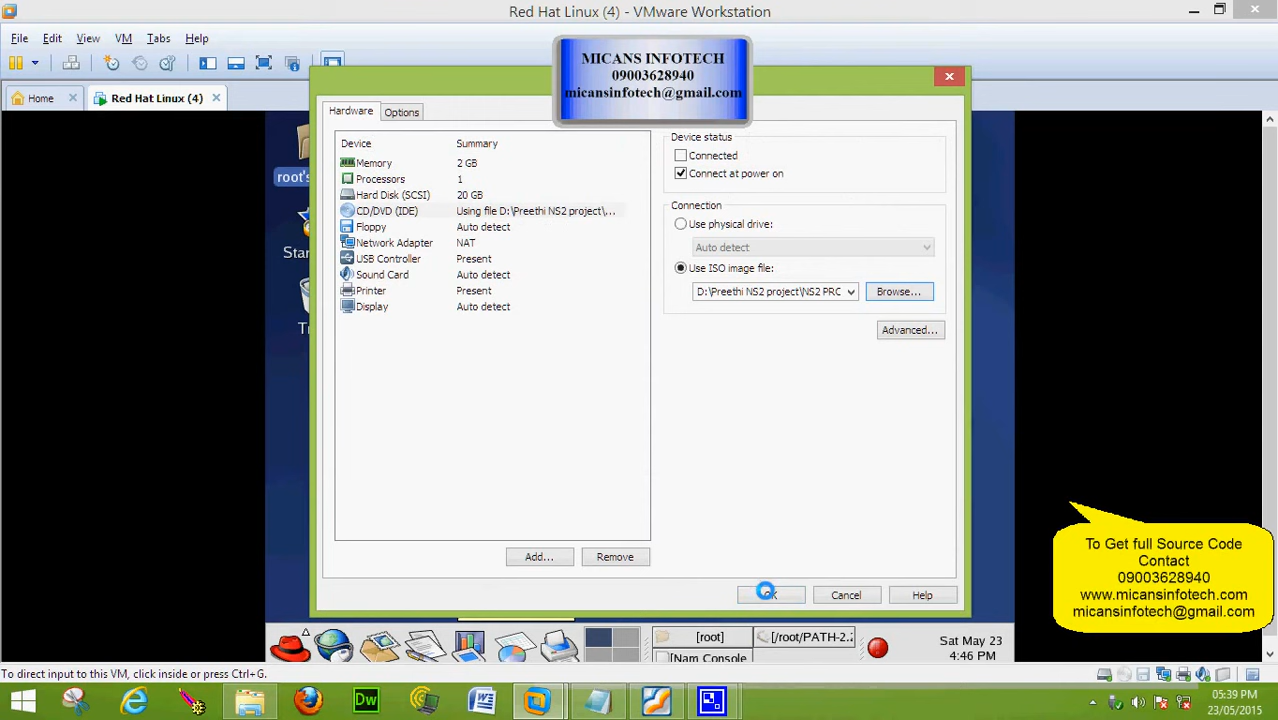 Red Hat Linux (4) - VMware Workstation
File Edit View VM Tabs Help
MICANS INFOTECH
09003628940
micansinfotech@gmail.com
Home
Red Hat Linux (4)
Hardware Options
Device Summary
Memory 2 GB
Processors 1
Hard Disk (SCSI) 20 GB
CD/DVD (IDE) Using file D:\Preethi NS2 project\...
Floppy Auto detect
Network Adapter NAT
USB Controller Present
Sound Card Auto detect
Printer Present
Display Auto detect
Add... Remove
Device status
Connected
Connect at power on
Connection
Use physical drive:
Auto detect
Use ISO image file:
D:\Preethi NS2 project\NS2 PRC
Browse...
Advanced...
Cancel Help
root's
Star
Tr
To Get full Source Code
Contact
09003628940
www.micansinfotech.com
micansinfotech@gmail.com
[root] [/root/PATH-2.2
[Nam Console
Sat May 23
4:46 PM
To direct input to this VM, click inside or press Ctrl+G.
Dw
05:39 PM
23/05/2015